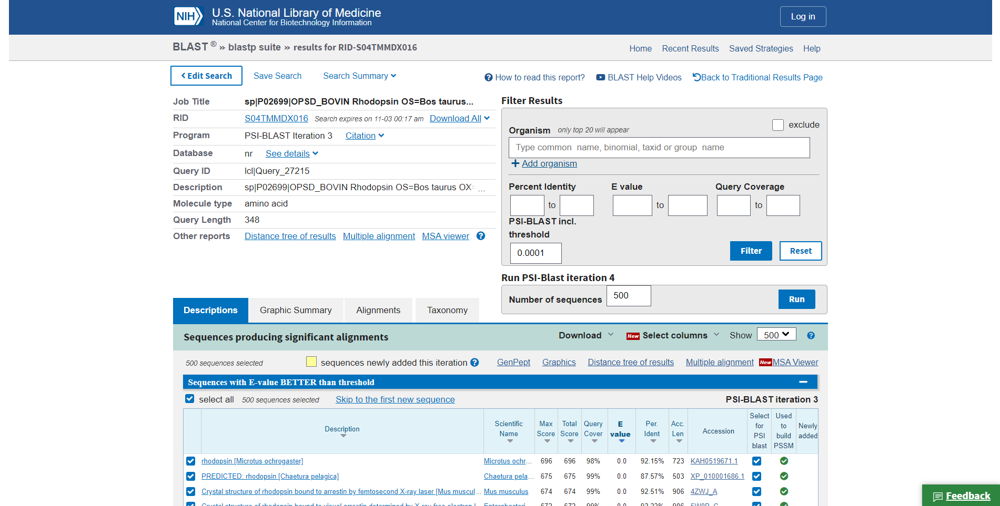 NIH U.S. National Library of Medicine
National Center for Biotechnology Information
Log in
BLAST ® » blastp suite » results for RID-S04TMMDX016
Home Recent Results Saved Strategies Help
Edit Search Save Search Search Summary
How to read this report? BLAST Help Videos Back to Traditional Results Page
Job Title sp|P02699|OPSD_BOVIN Rhodopsin OS=Bos taurus...
RID S04TMMDX016 Search expires on 11-03 00:17 am Download All
Program PSI-BLAST Iteration 3 Citation
Database nr See details
Query ID lcl|Query_27215
Description sp|P02699|OPSD_BOVIN Rhodopsin OS=Bos taurus OX= ...
Molecule type amino acid
Query Length 348
Other reports Distance tree of results Multiple alignment MSA viewer
Filter Results
Organism only top 20 will appear exclude
Type common name, binomial, taxid or group name
Add organism
Percent Identity E value Query Coverage
to to to
PSI-BLAST incl.
threshold
0.0001
Filter Reset
Run PSI-Blast iteration 4
Number of sequences 500 Run
Descriptions Graphic Summary Alignments Taxonomy
Sequences producing significant alignments Download New Select columns Show 500
500 sequences selected sequences newly added this iteration GenPept Graphics Distance tree of results Multiple alignment New MSA Viewer
Sequences with E-value BETTER than threshold
select all 500 sequences selected Skip to the first new sequence PSI-BLAST iteration 3
Description Scientific Name Max Score Total Score Query Cover E value Per. Ident Acc. Len Accession Select for PSI blast Used to build PSSM Newly added
rhodopsin [Microtus ochrogaster] Microtus ochr... 696 696 98% 0.0 92.15% 723 KAH0519671.1
PREDICTED: rhodopsin [Chaetura pelagica] Chaetura pela... 675 675 99% 0.0 87.57% 503 XP_010001686.1
Crystal structure of rhodopsin bound to arrestin by femtosecond X-ray laser [Mus muscul... Mus musculus 674 674 99% 0.0 92.51% 906 4ZWJ_A
Feedback